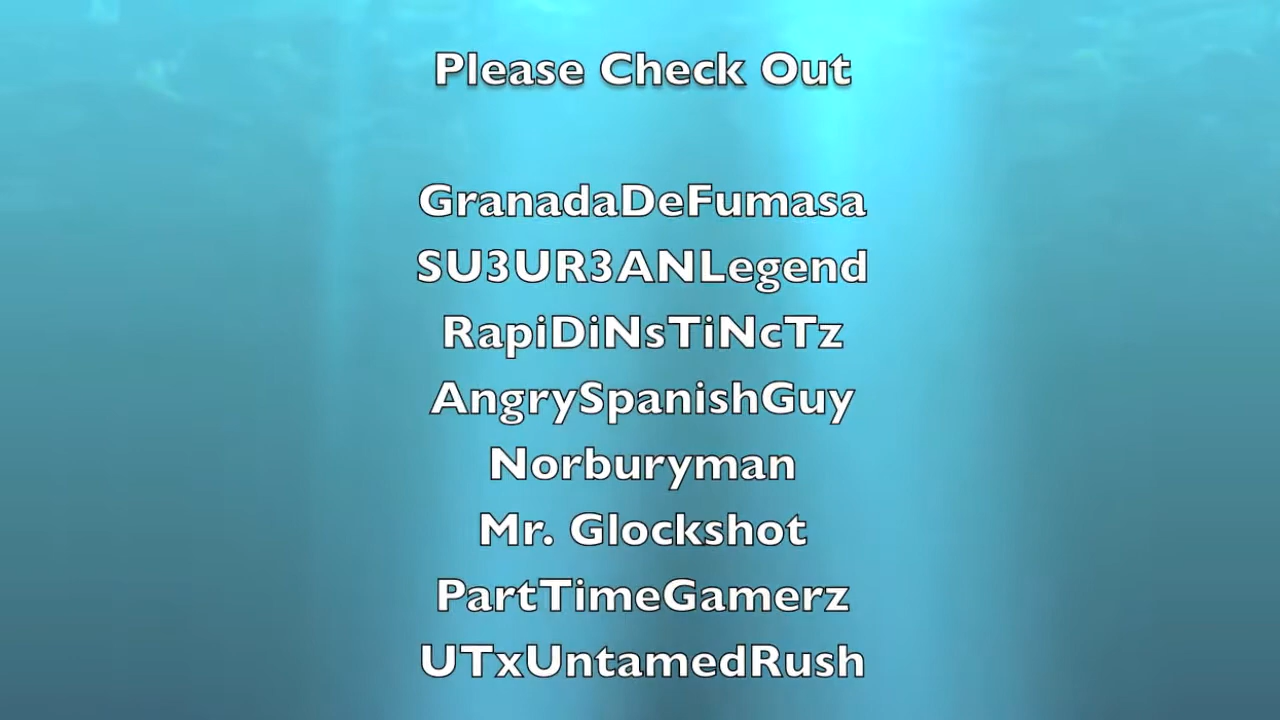 Please Check Out
GranadaDeFumasa
SU3UR3ANLegend
RapiDiNsTiNcTz
AngrySpanishGuy
Norburyman
Mr. Glockshot
PartTimeGamerz
UTxUntamedRush